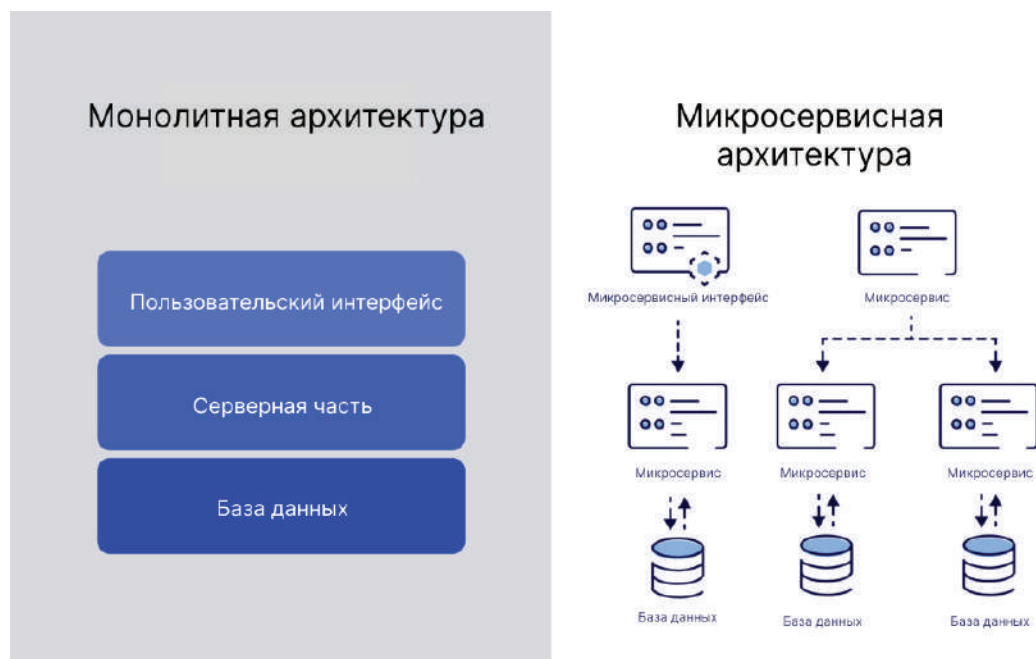 Монолитная архитектура
Пользовательский интерфейс
Серверная часть
База данных
Микросервисная
архитектура
Микросервисный интерфейс
Микросервис
Микросервис
Микросервис
Микросервис
База данных
База данных
База данных